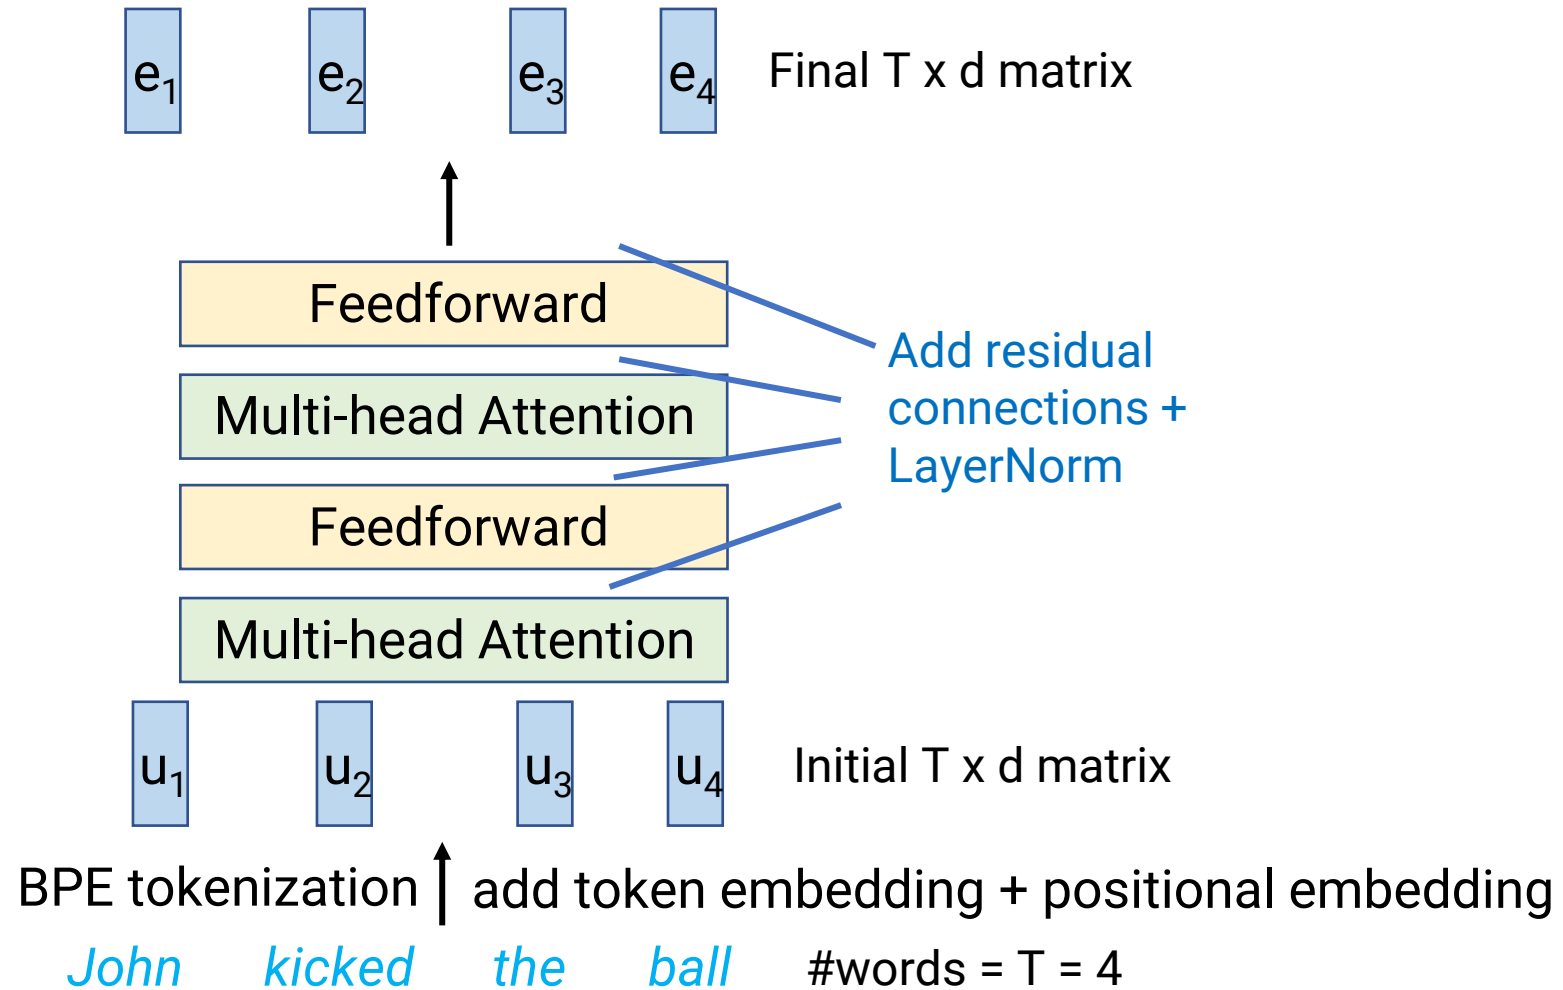 e₁ e₂ e₃ e₄ Final T x d matrix
Feedforward
Multi-head Attention
Feedforward
Multi-head Attention
Add residual
connections +
LayerNorm
u₁ u₂ u₃ u₄ Initial T x d matrix
BPE tokenization add token embedding + positional embedding
John kicked the ball #words = T = 4